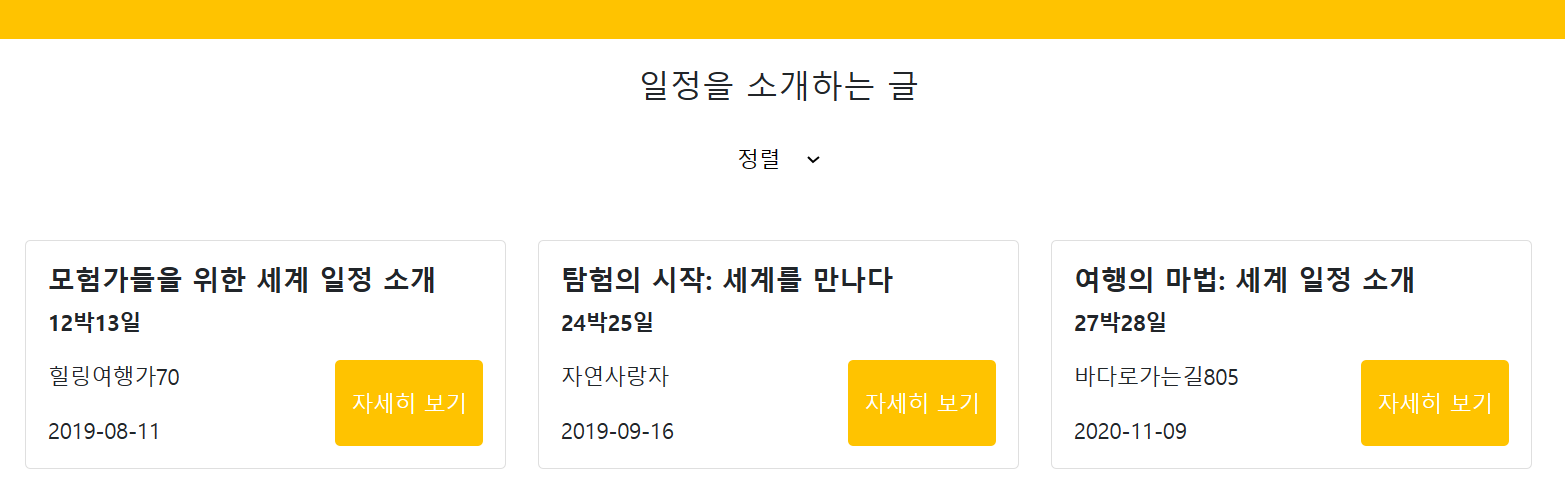 일정을 소개하는 글
정렬
모험가들을 위한 세계 일정 소개
12박13일
힐링여행가70
자세히 보기
2019-08-11
탐험의 시작: 세계를 만나다
24박25일
자연사랑자
자세히 보기
2019-09-16
여행의 마법: 세계 일정 소개
27박28일
바다로가는길805
자세히 보기
2020-11-09